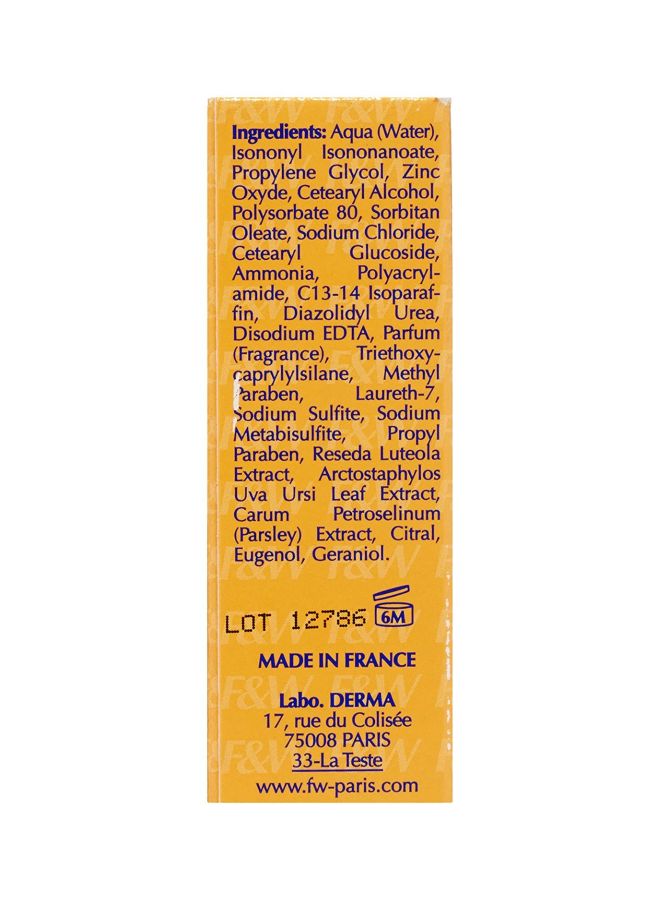 Ingredients: Aqua (Water),
Isononyl Isononanoate,
Propylene Glycol, Zinc
Oxyde, Cetearyl Alcohol,
Polysorbate 80, Sorbitan
Oleate, Sodium Chloride,
Cetearyl Glucoside,
Ammonia, Polyacryl-
amide, C13-14 Isoparaf-
fin, Diazolidyl Urea,
Disodium EDTA, Parfum
(Fragrance), Triethoxy-
caprylylsilane, Methyl
Paraben, Laureth-7,
Sodium Sulfite, Sodium
Metabisulfite, Propyl
Paraben, Reseda Luteola
Extract, Arctostaphylos
Uva Ursi Leaf Extract,
Carum Petroselinum
(Parsley) Extract, Citral,
Eugenol, Geraniol.
LOT 12786 6M
MADE IN FRANCE
Labo. DERMA
17, rue du Colisée
75008 PARIS
33-La Teste
www.fw-paris.com